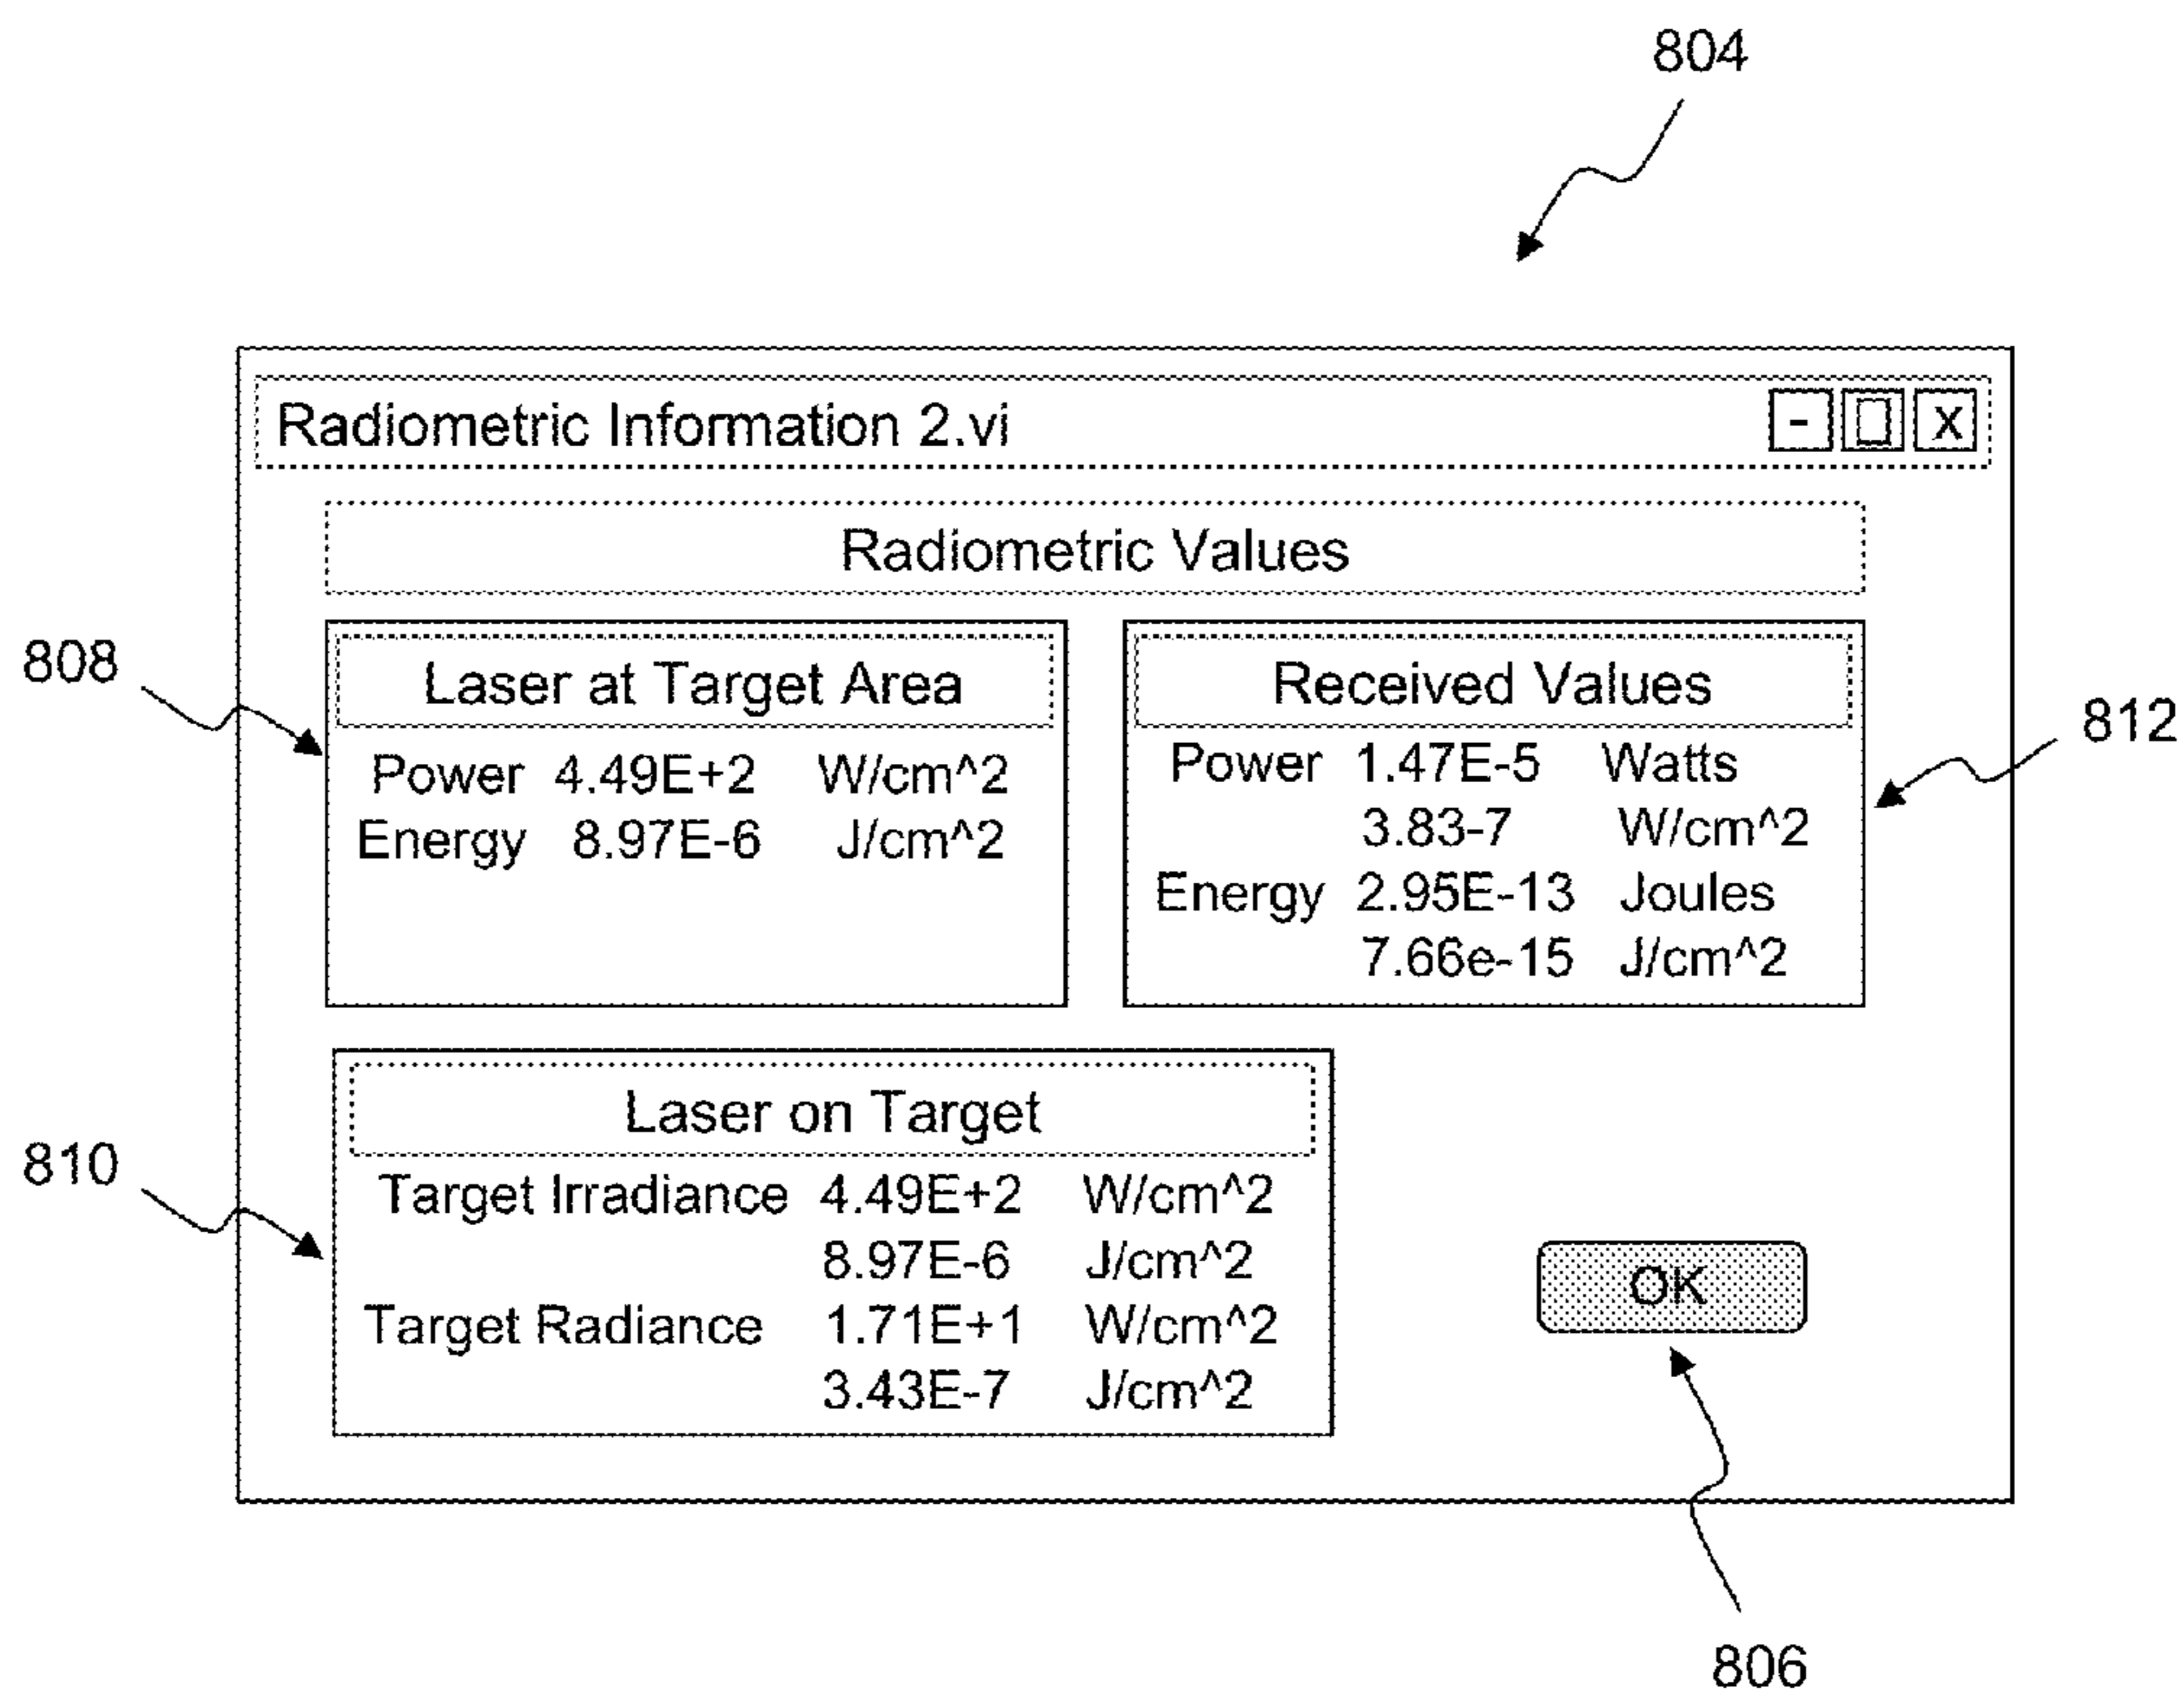 804
Radiometric Information 2.vi - X
Radiometric Values
808
Laser at Target Area
Power 4.49E+2 W/cm^2
Energy 8.97E-6 J/cm^2
Received Values
Power 1.47E-5 Watts
3.83-7 W/cm^2
Energy 2.95E-13 Joules
7.66e-15 J/cm^2
812
810
Laser on Target
Target Irradiance 4.49E+2 W/cm^2
8.97E-6 J/cm^2
Target Radiance 1.71E+1 W/cm^2
3.43E-7 J/cm^2
OK
806